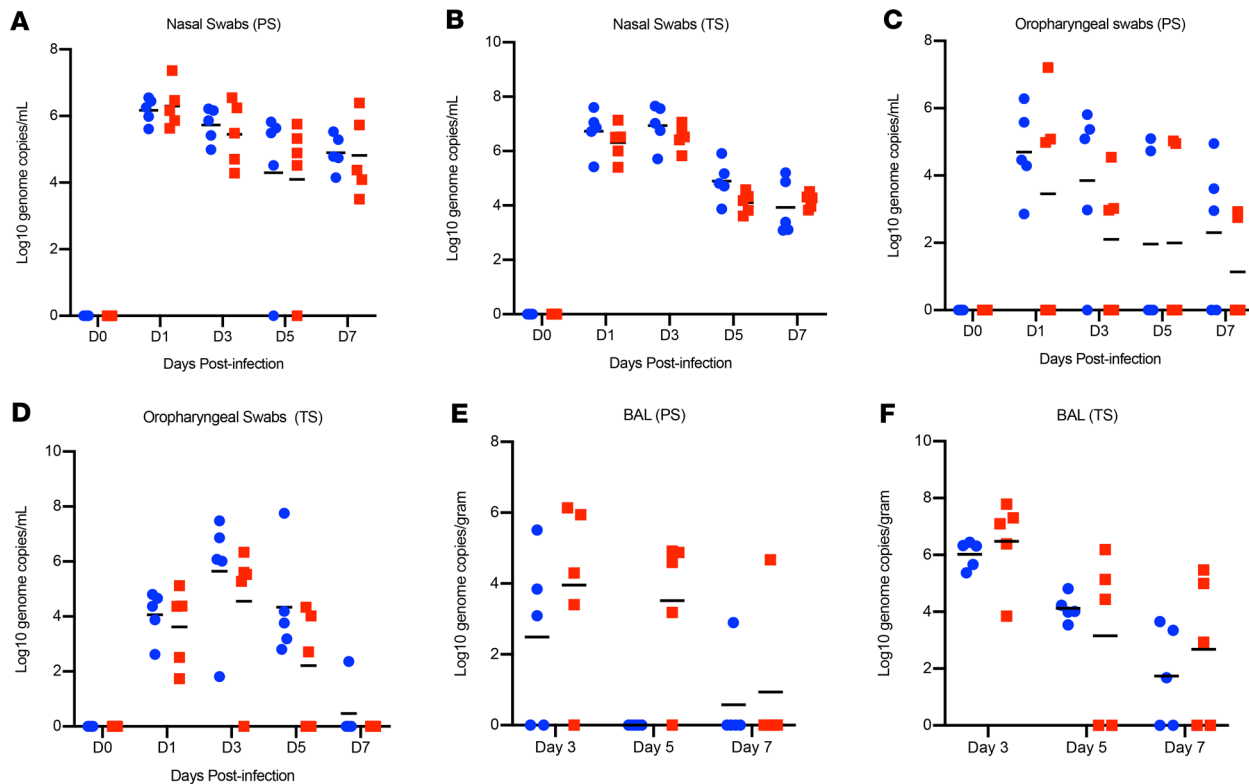 A
Nasal Swabs (PS)
Log10 genome copies/mL
8
6
4
2
0
D0 D1 D3 D5 D7
Days Post-infection
B
Nasal Swabs (TS)
Log10 genome copies/mL
10
8
6
4
2
0
D0 D1 D3 D5 D7
Days Post-infection
C
Oropharyngeal swabs (PS)
Log10 genome copies/mL
8
6
4
2
0
D0 D1 D3 D5 D7
Days Post-infection
D
Oropharyngeal Swabs (TS)
Log10 genome copies/mL
10
8
6
4
2
0
D0 D1 D3 D5 D7
Days Post-infection
E
BAL (PS)
Log10 genome copies/gram
8
6
4
2
0
Day 3 Day 5 Day 7
F
BAL (TS)
Log10 genome copies/gram
10
8
6
4
2
0
Day 3 Day 5 Day 7